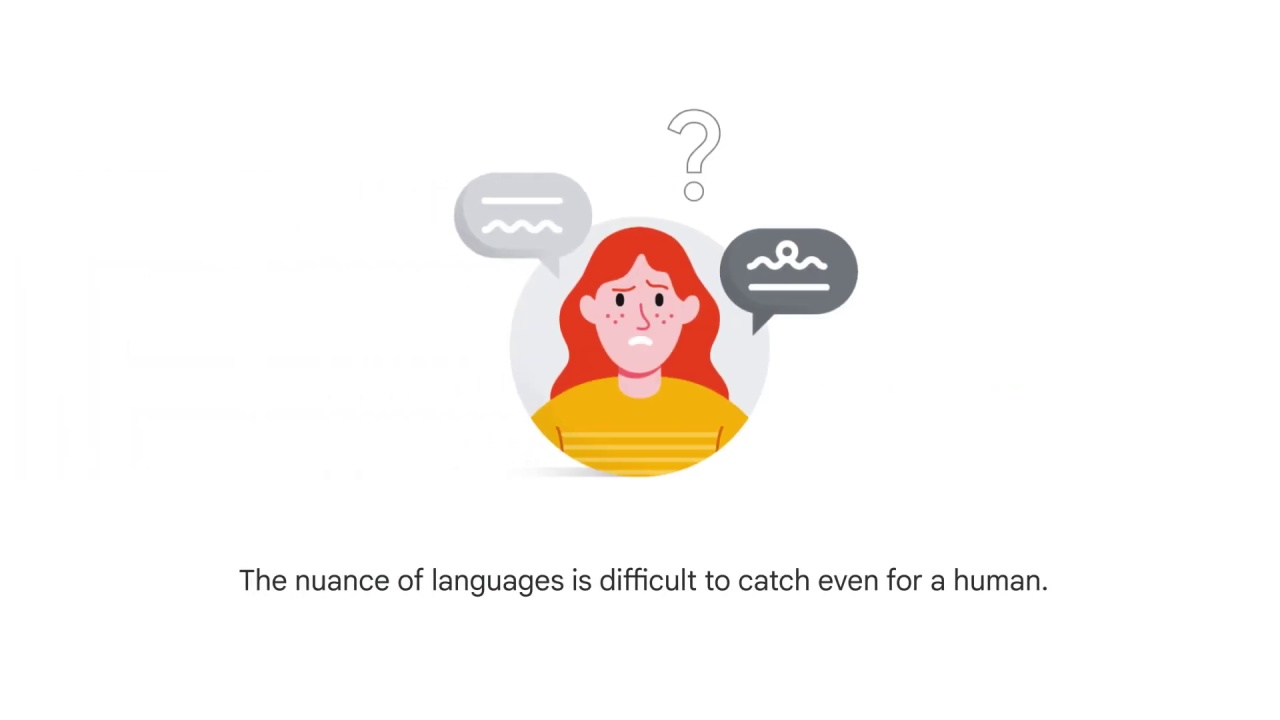 ?
The nuance of languages is difficult to catch even for a human.